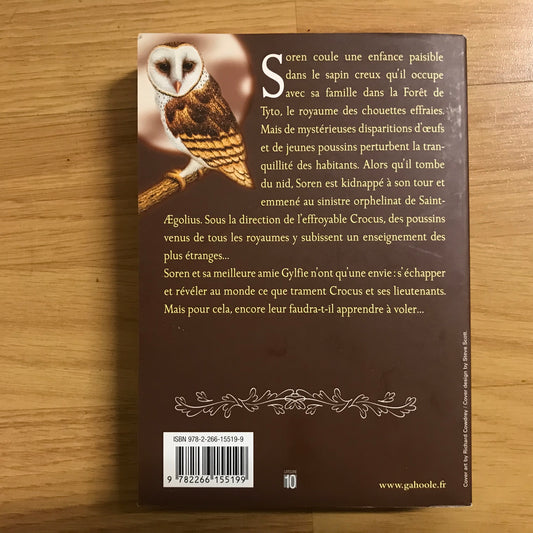 Soren coule une enfance paisible
dans le sapin creux qu'il occupe
avec sa famille dans la Forêt de
Tyto, le royaume des chouettes effraies.
Mais de mystérieuses disparitions d'œufs
et de jeunes poussins perturbent la tran-
quillité des habitants. Alors qu'il tombe
du nid, Soren est kidnappé à son tour et
emmené au sinistre orphelinat de Saint-
Ægolius. Sous la direction de l'effroyable Crocus, des poussins
venus de tous les royaumes y subissent un enseignement des
plus étranges...
Soren et sa meilleure amie Gylfie n'ont qu'une envie : s'échapper
et révéler au monde ce que trament Crocus et ses lieutenants.
Mais pour cela, encore leur faudra-t-il apprendre à voler...
ISBN 978-2-266-15519-9
9 782266 155199
10
www.gahoole.fr
Cover art by Richard Cowdrey / Cover design by Steve Scott.